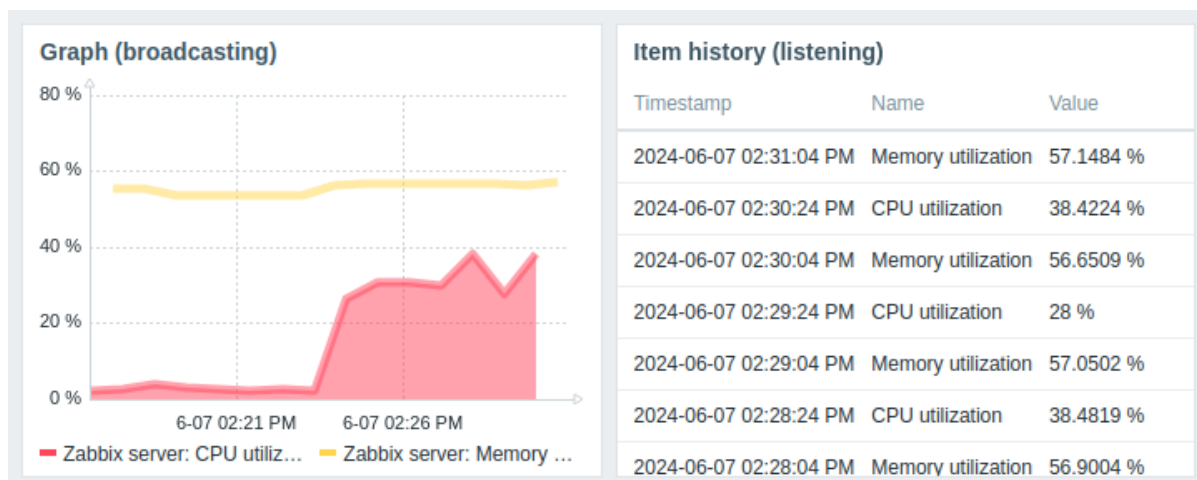 Graph (broadcasting)
80 %
60 %
40 %
20 %
0 %
6-07 02:21 PM 6-07 02:26 PM
Zabbix server: CPU utiliz... Zabbix server: Memory ...
Item history (listening)
Timestamp Name Value
2024-06-07 02:31:04 PM Memory utilization 57.1484 %
2024-06-07 02:30:24 PM CPU utilization 38.4224 %
2024-06-07 02:30:04 PM Memory utilization 56.6509 %
2024-06-07 02:29:24 PM CPU utilization 28 %
2024-06-07 02:29:04 PM Memory utilization 57.0502 %
2024-06-07 02:28:24 PM CPU utilization 38.4819 %
2024-06-07 02:28:04 PM Memory utilization 56.9004 %